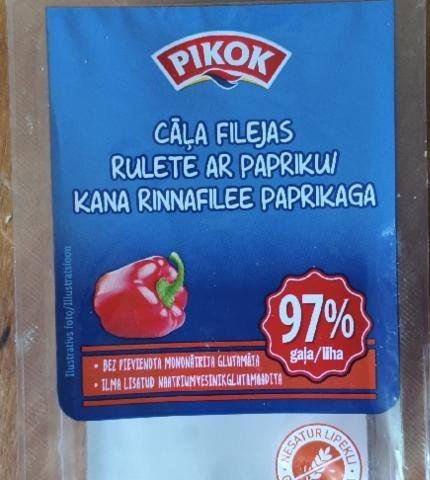 PIKOK
CĀĻA FILEJAS
RULETE AR PAPRIKU/
KANA RINNAFILEE PAPRIKAGA
Ilustratīvs foto/Illustratsioon
97%
gaļa/liha
• BEZ PIEVIENOTA MONONĀTRIJA GLUTAMĀTA
• ILMA LISATUD NAATRIUMVESINIKGLUTAMAADITA
NESATUR LIPEKLI